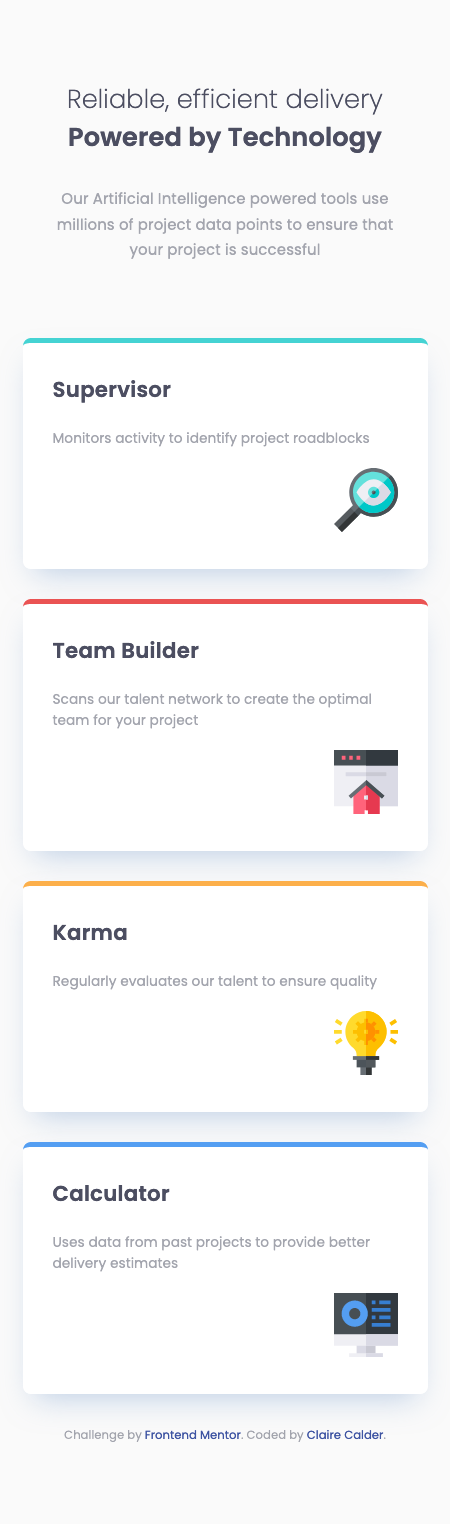 Reliable, efficient delivery
Powered by Technology
Our Artificial Intelligence powered tools use
millions of project data points to ensure that
your project is successful
Supervisor
Monitors activity to identify project roadblocks
Team Builder
Scans our talent network to create the optimal
team for your project
Karma
Regularly evaluates our talent to ensure quality
Calculator
Uses data from past projects to provide better
delivery estimates
Challenge by Frontend Mentor. Coded by Claire Calder.